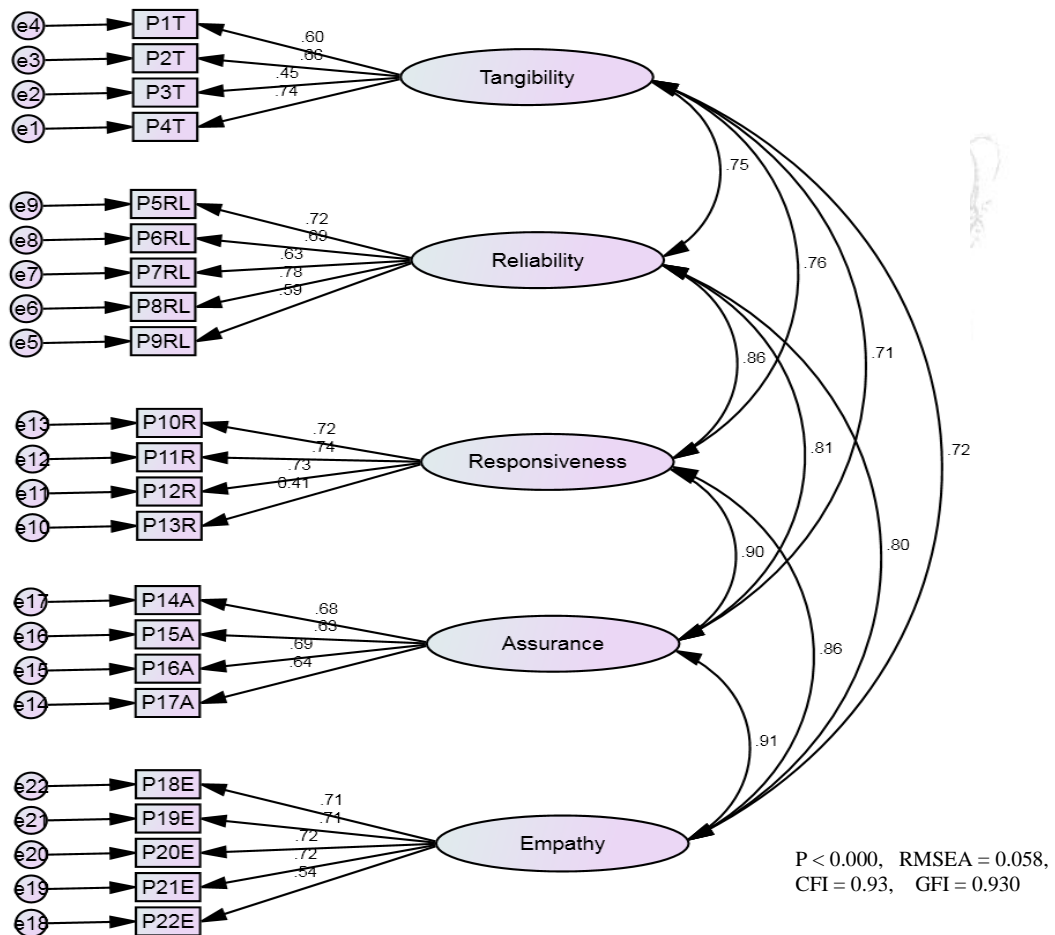 e4 P1T .60
e3 P2T .66
e2 P3T .45
e1 P4T .74
Tangibility
.75
e9 P5RL .72
e8 P6RL .69
e7 P7RL .63
e6 P8RL .78
e5 P9RL .59
Reliability
.76
.86
.71
e13 P10R .72
e12 P11R .74
e11 P12R .73
e10 P13R 0.41
Responsiveness
.81
.72
.90
.80
e17 P14A .68
e16 P15A .63
e15 P16A .69
e14 P17A .64
Assurance
.86
.91
e22 P18E .71
e21 P19E .71
e20 P20E .72
e19 P21E .72
e18 P22E .54
Empathy
P < 0.000, RMSEA = 0.058,
CFI = 0.93, GFI = 0.930